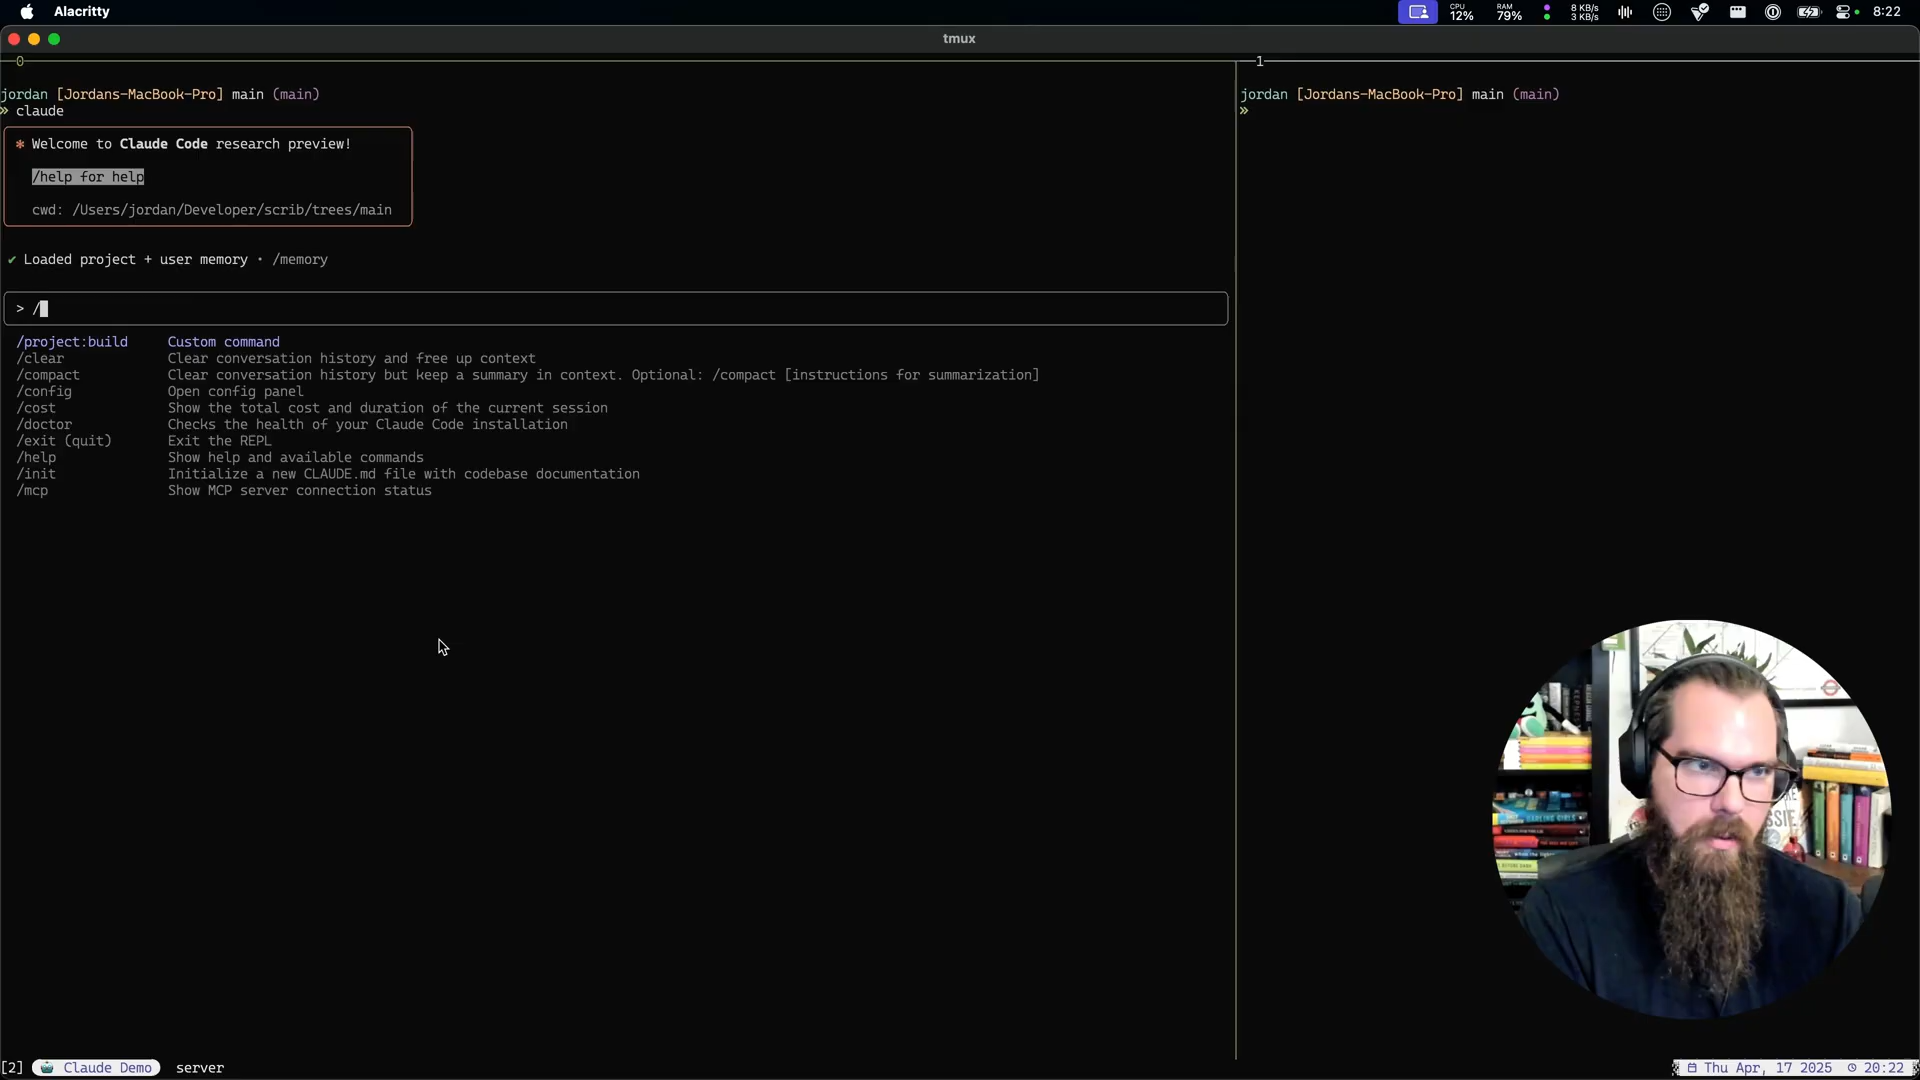 Alacritty
CPU 12% RAM 79% 8 KB/s 3 KB/s 8:22
tmux
0
1
jordan [Jordans-MacBook-Pro] main (main)
» claude
* Welcome to Claude Code research preview!
/help for help
cwd: /Users/jordan/Developer/scrib/trees/main
✔ Loaded project + user memory · /memory
> /
/project:build Custom command
/clear Clear conversation history and free up context
/compact Clear conversation history but keep a summary in context. Optional: /compact [instructions for summarization]
/config Open config panel
/cost Show the total cost and duration of the current session
/doctor Checks the health of your Claude Code installation
/exit (quit) Exit the REPL
/help Show help and available commands
/init Initialize a new CLAUDE.md file with codebase documentation
/mcp Show MCP server connection status
jordan [Jordans-MacBook-Pro] main (main)
»
DARLING GIRLS
[2] Claude Demo server
Thu Apr, 17 2025 20:22